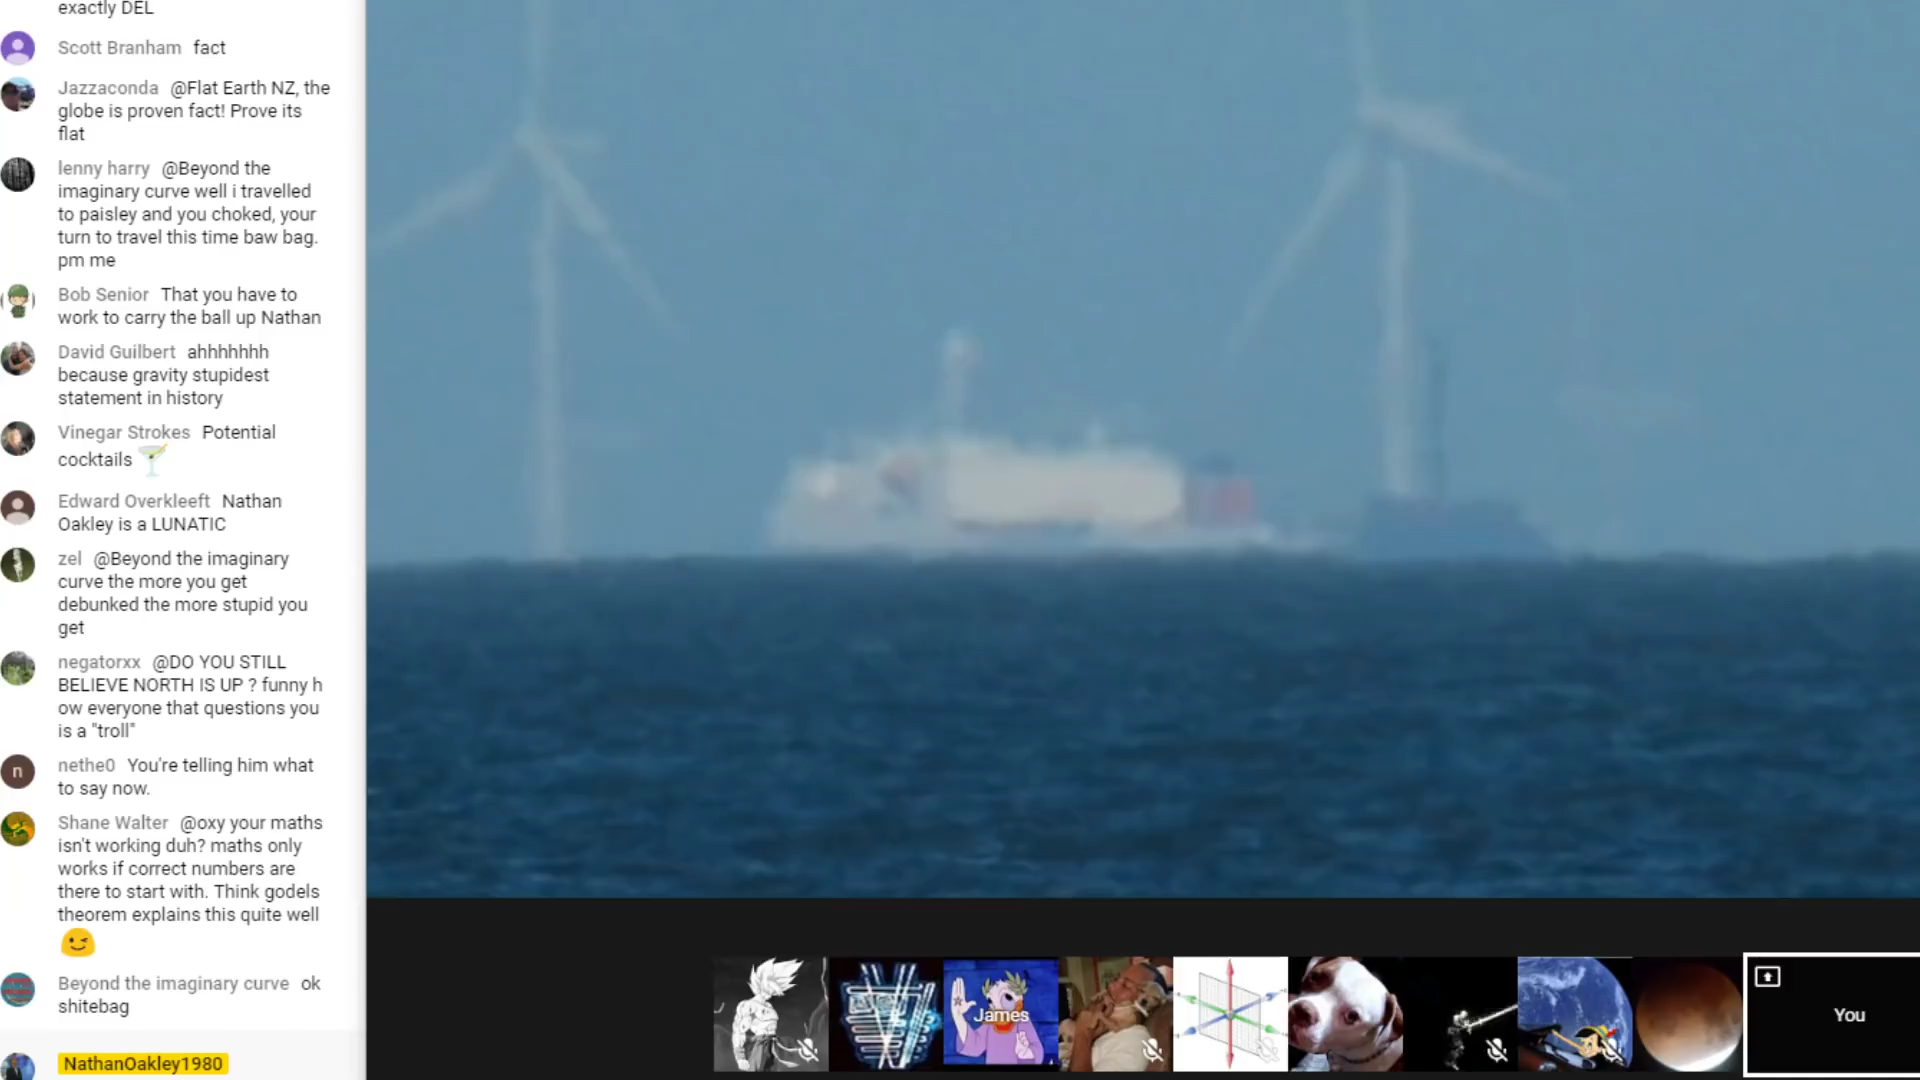 exactly DEL
Scott Branham fact
Jazzaconda @Flat Earth NZ, the
globe is proven fact! Prove its
flat
lenny harry @Beyond the
imaginary curve well i travelled
to paisley and you choked, your
turn to travel this time baw bag.
pm me
Bob Senior That you have to
work to carry the ball up Nathan
David Guilbert ahhhhhhh
because gravity stupidest
statement in history
Vinegar Strokes Potential
cocktails
Edward Overkleeft Nathan
Oakley is a LUNATIC
zel @Beyond the imaginary
curve the more you get
debunked the more stupid you
get
negatorxx @DO YOU STILL
BELIEVE NORTH IS UP ? funny h
ow everyone that questions you
is a "troll"
n
nethe0 You're telling him what
to say now.
Shane Walter @oxy your maths
isn't working duh? maths only
works if correct numbers are
there to start with. Think godels
theorem explains this quite well
Beyond the imaginary curve ok
shitebag
NathanOakley1980
James
You